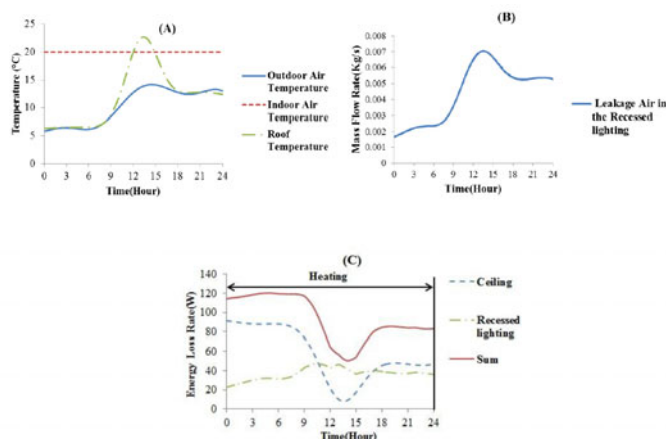 (A)
25
20
15
10
5
0
Temperature (°C)
0 3 6 9 12 15 18 21 24
Time(Hour)
Outdoor Air
Temperature
Indoor Air
Temperature
Roof
Temperature
(B)
0.008
0.007
0.006
0.005
0.004
0.003
0.002
0.001
0
Mass Flow Rate(Kg/s)
0 3 6 9 12 15 18 21 24
Time(Hour)
Leakage Air in
the Recessed
lighting
(C)
Heating
140
120
100
80
60
40
20
0
Energy Loss Rate(W)
0 3 6 9 12 15 18 21 24
Time(Hour)
Ceiling
Recessed
lighting
Sum